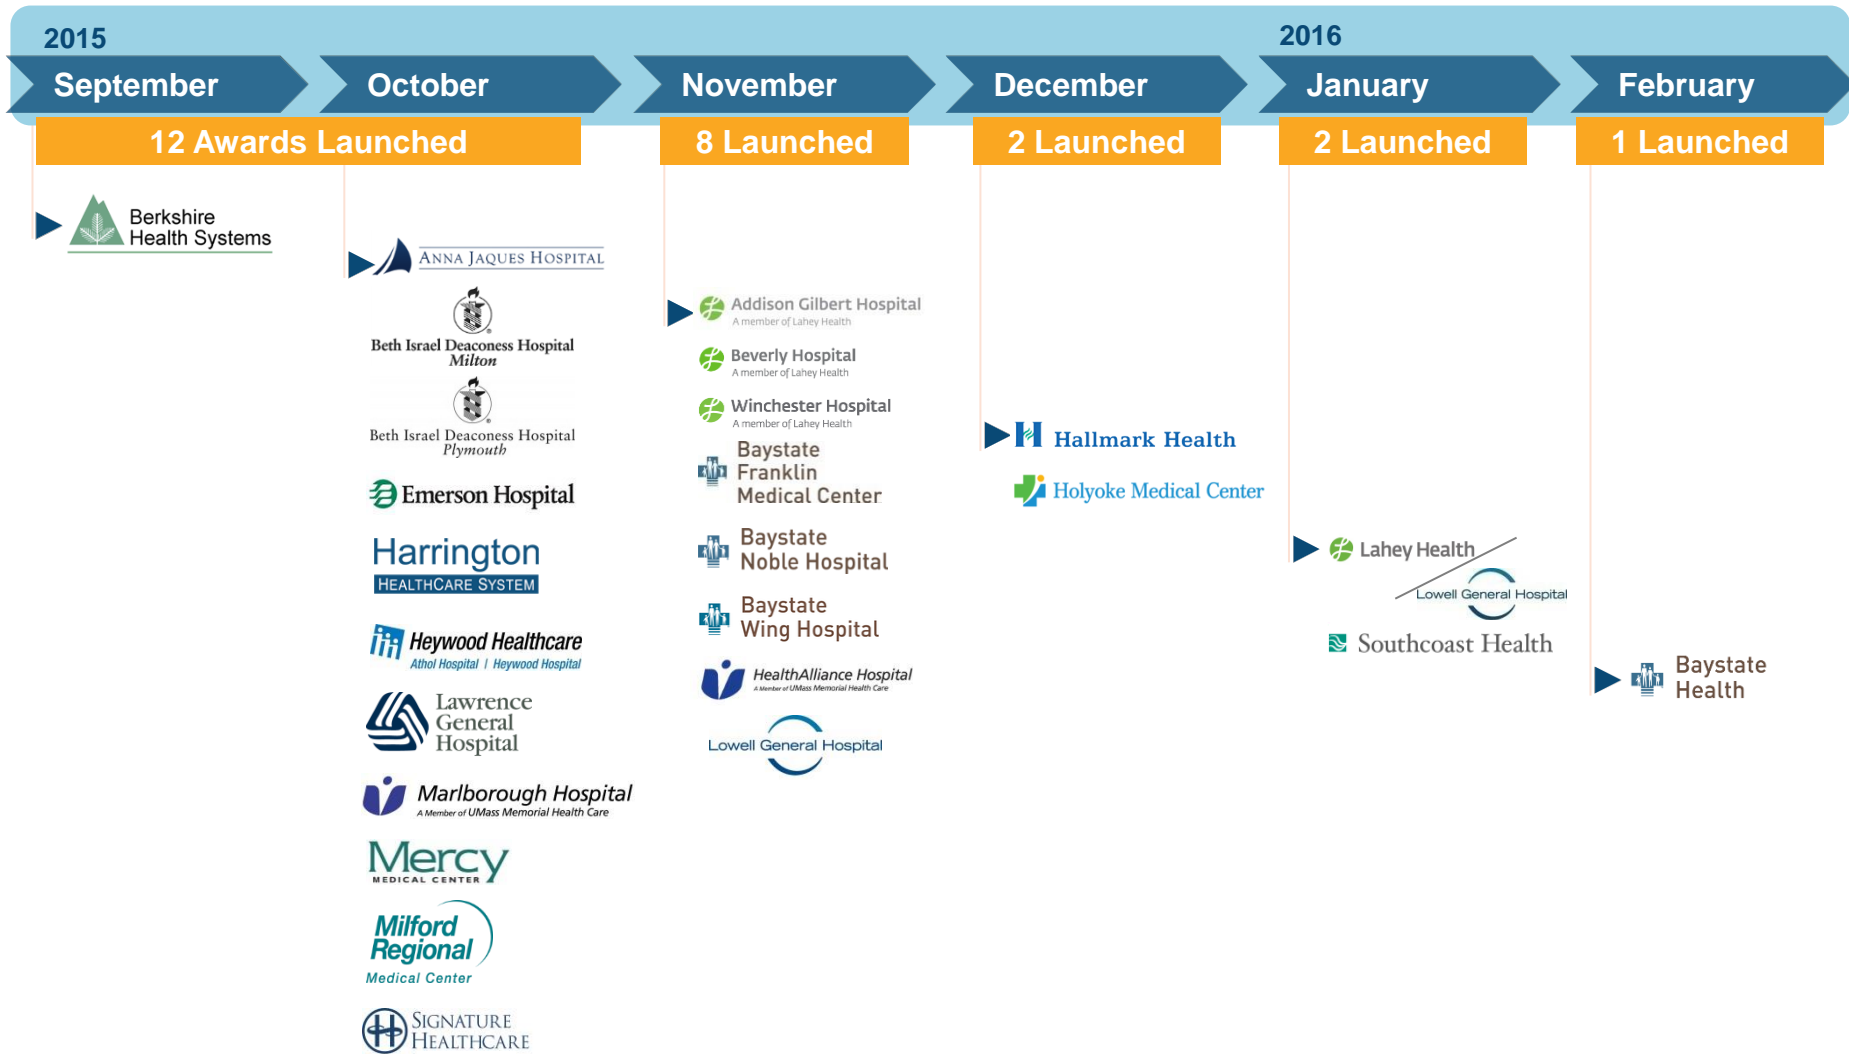 2015
2016
September
October
November
December
January
February
12 Awards Launched
8 Launched
2 Launched
2 Launched
1 Launched
Berkshire
Health Systems
ANNA JAQUES HOSPITAL
Beth Israel Deaconess Hospital
Milton
Beth Israel Deaconess Hospital
Plymouth
Emerson Hospital
Harrington
HEALTHCARE SYSTEM
Heywood Healthcare
Athol Hospital | Heywood Hospital
Lawrence
General
Hospital
Marlborough Hospital
A Member of UMass Memorial Health Care
Mercy
MEDICAL CENTER
Milford
Regional
Medical Center
SIGNATURE
HEALTHCARE
Addison Gilbert Hospital
A member of Lahey Health
Beverly Hospital
A member of Lahey Health
Winchester Hospital
A member of Lahey Health
Baystate
Franklin
Medical Center
Baystate
Noble Hospital
Baystate
Wing Hospital
HealthAlliance Hospital
A Member of UMass Memorial Health Care
Lowell General Hospital
Hallmark Health
Holyoke Medical Center
Lahey Health
Lowell General Hospital
Southcoast Health
Baystate
Health